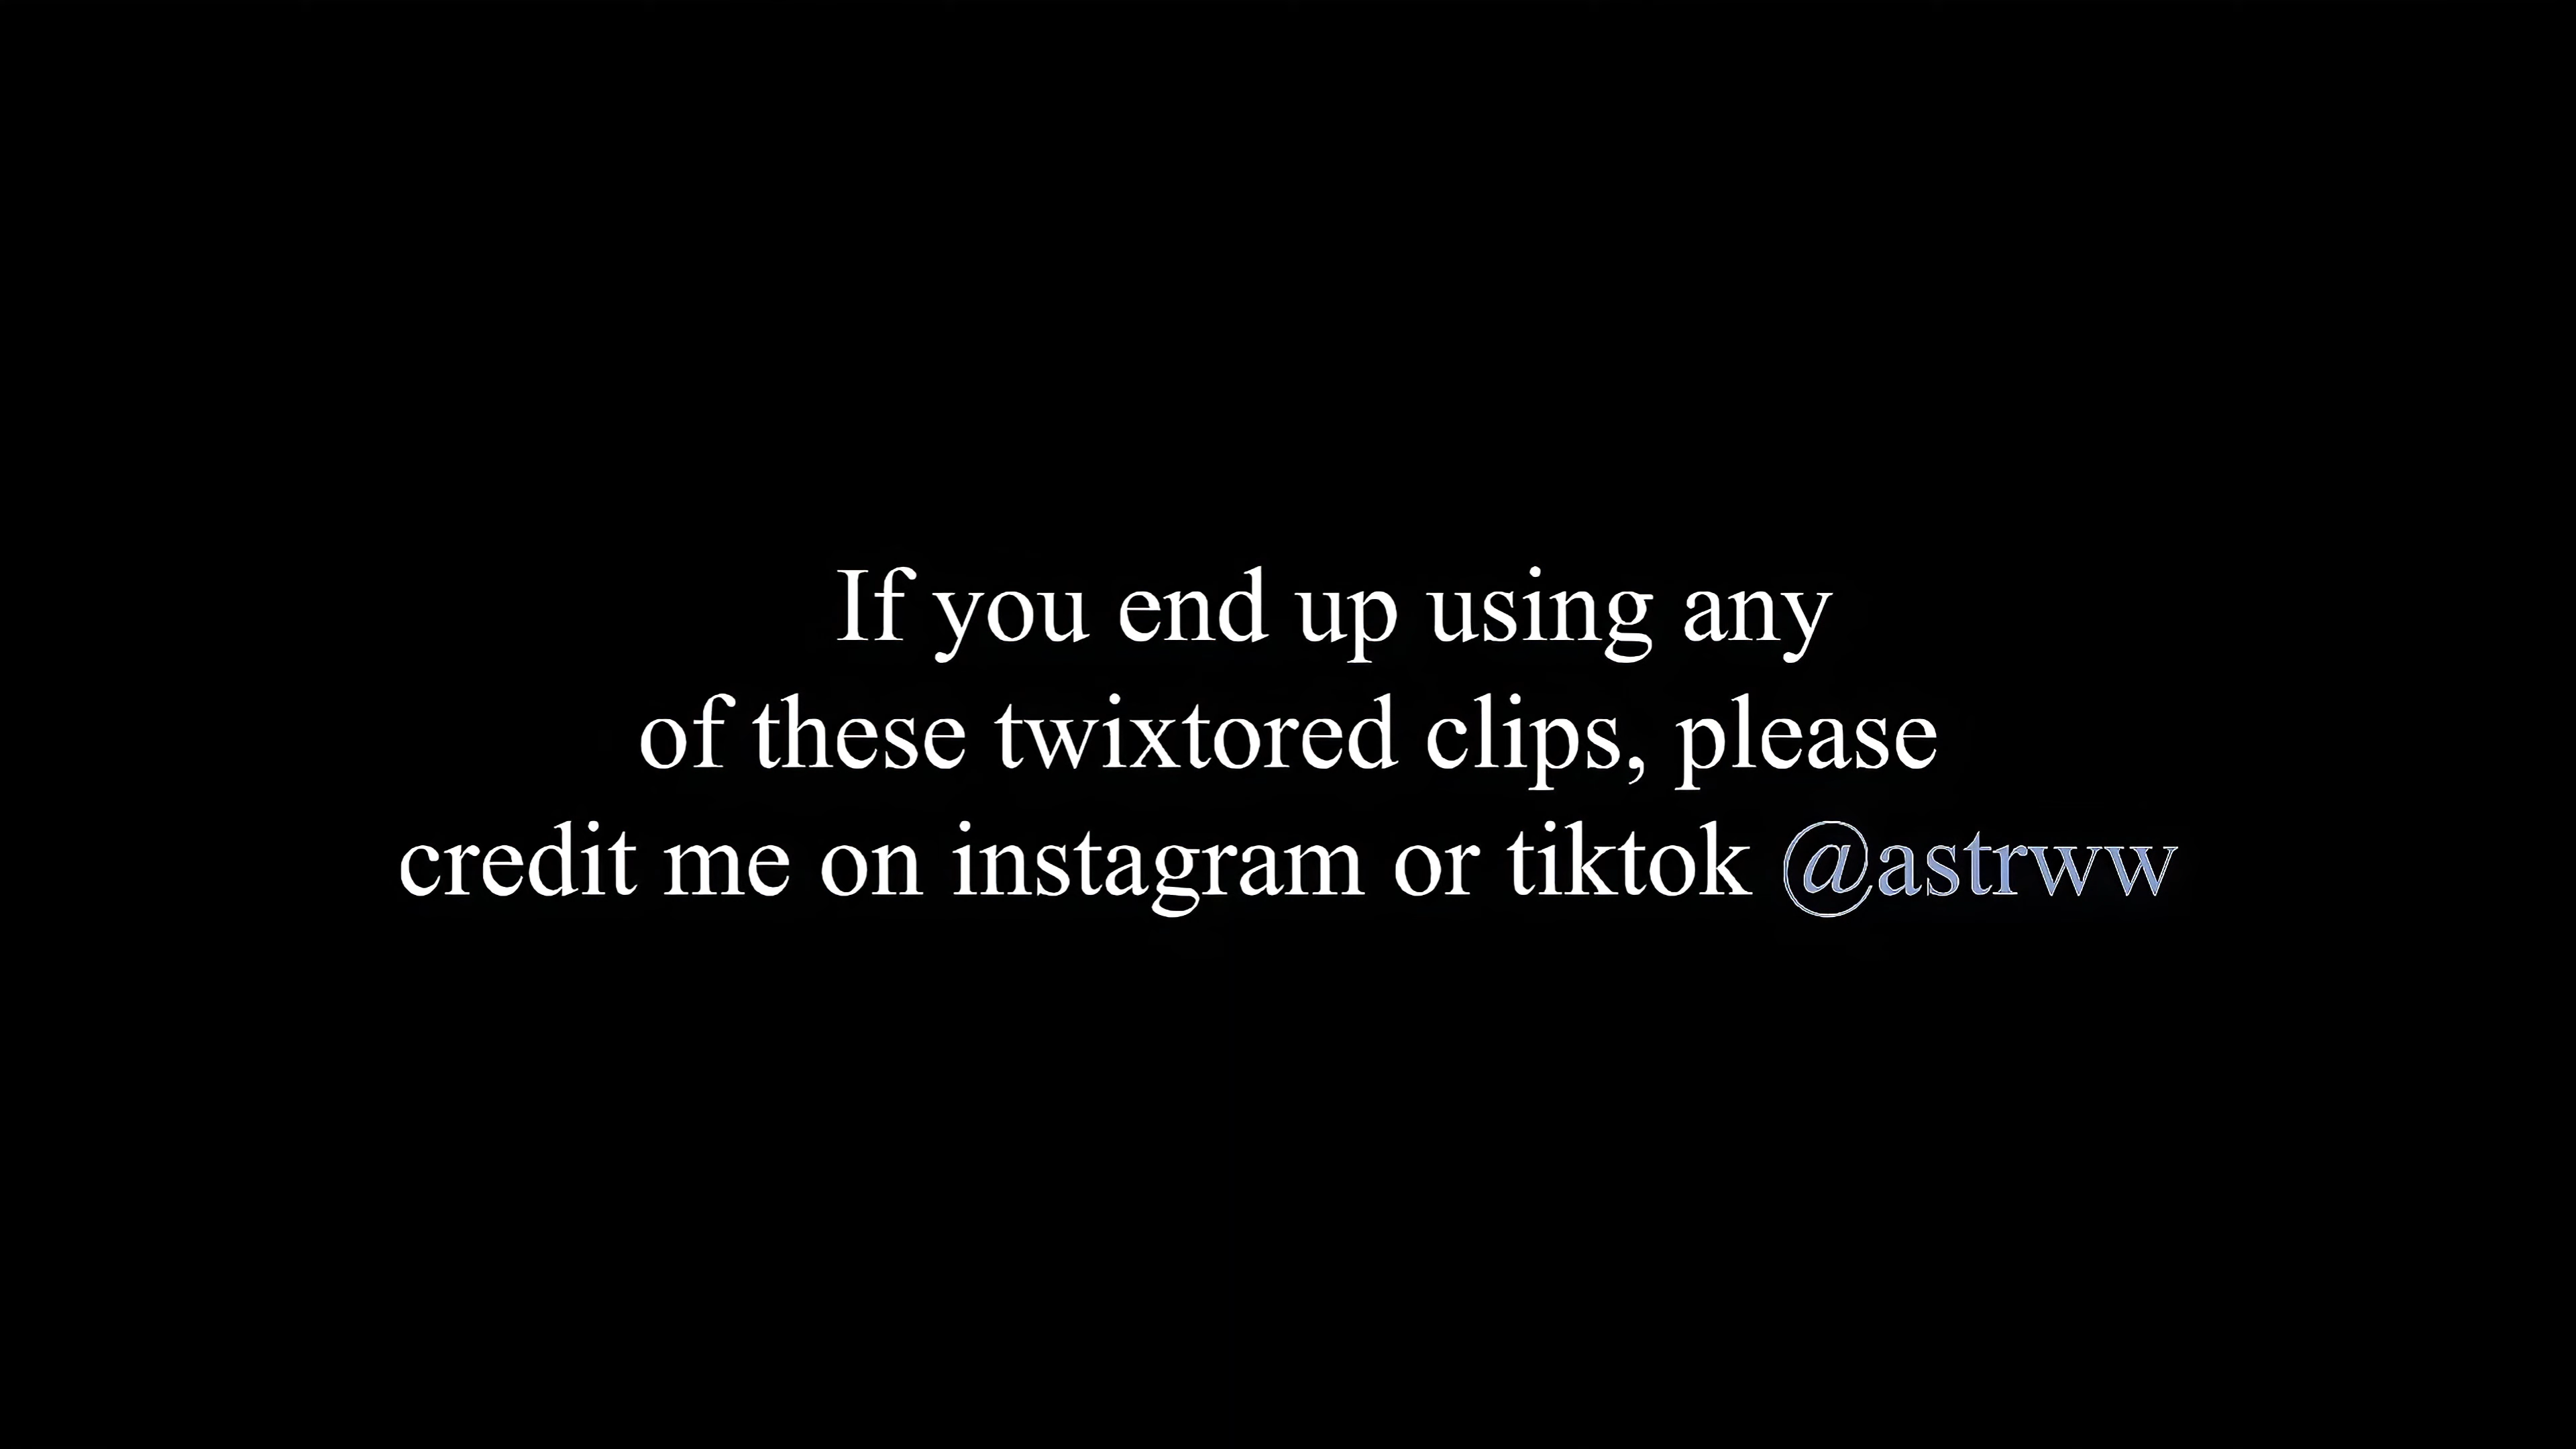 If you end up using any
of these twixtored clips, please
credit me on instagram or tiktok @astrww